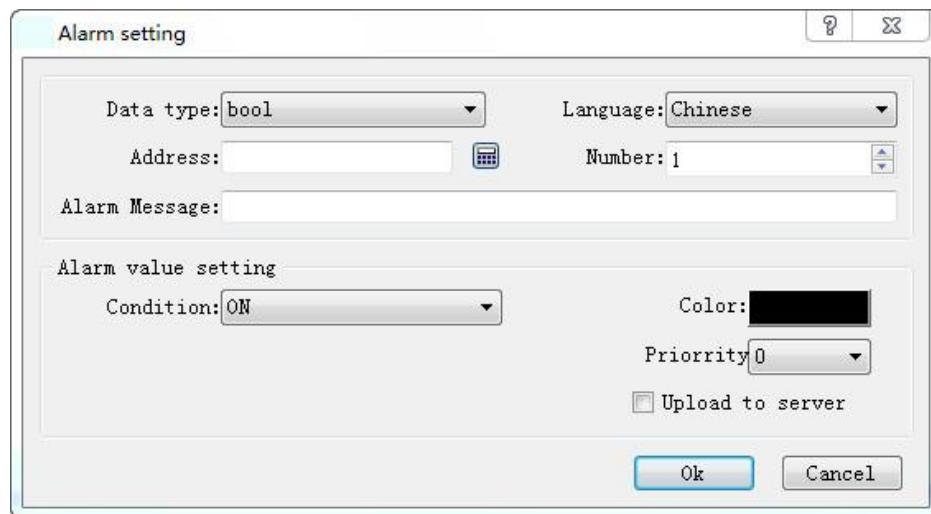 Alarm setting
Data type: bool Language: Chinese
Address: Number: 1
Alarm Message:
Alarm value setting
Condition: ON Color:
Priorrity 0
Upload to server
Ok Cancel